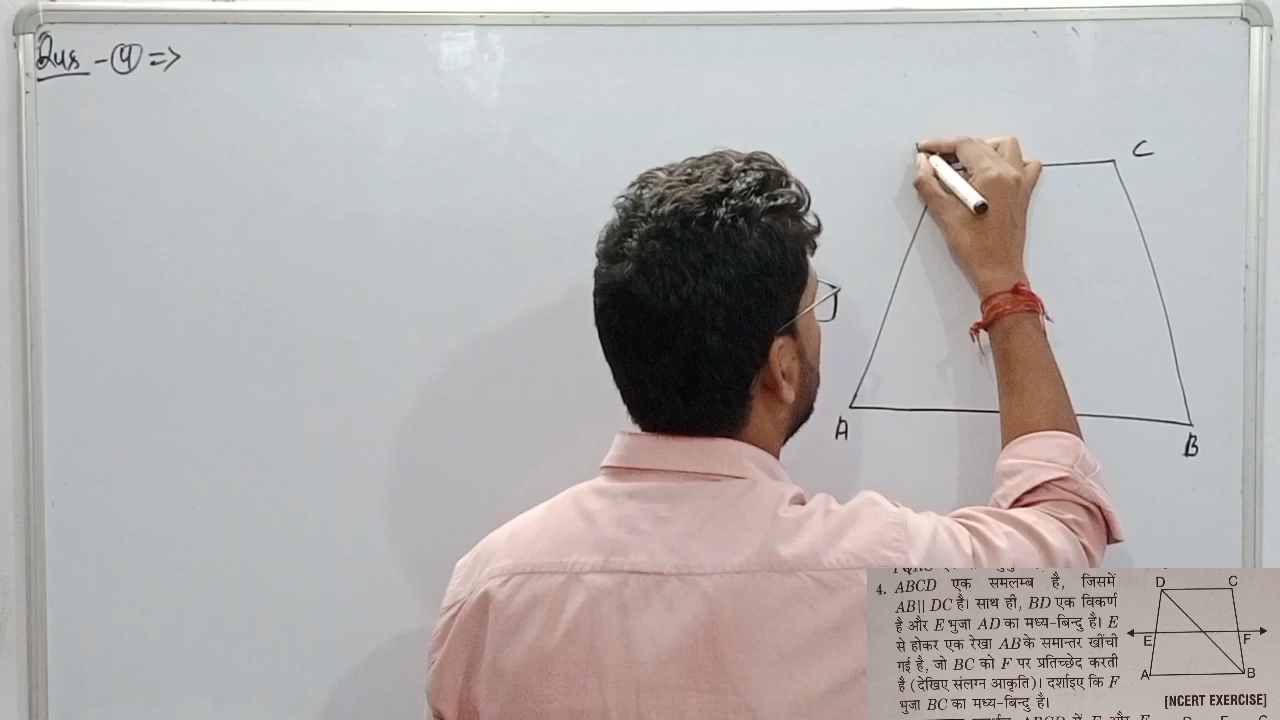 Que - ④ =>
C
A
B
4. ABCD एक समलम्ब है, जिसमें
AB|| DC है। साथ ही, BD एक विकर्ण
है और E भुजा AD का मध्य-बिन्दु है। E
से होकर एक रेखा AB के समान्तर खींची
गई है, जो BC को F पर प्रतिच्छेद करती
है (देखिए संलग्न आकृति)। दर्शाइए कि F
भुजा BC का मध्य-बिन्दु है।
D C
E F
A B
[NCERT EXERCISE]